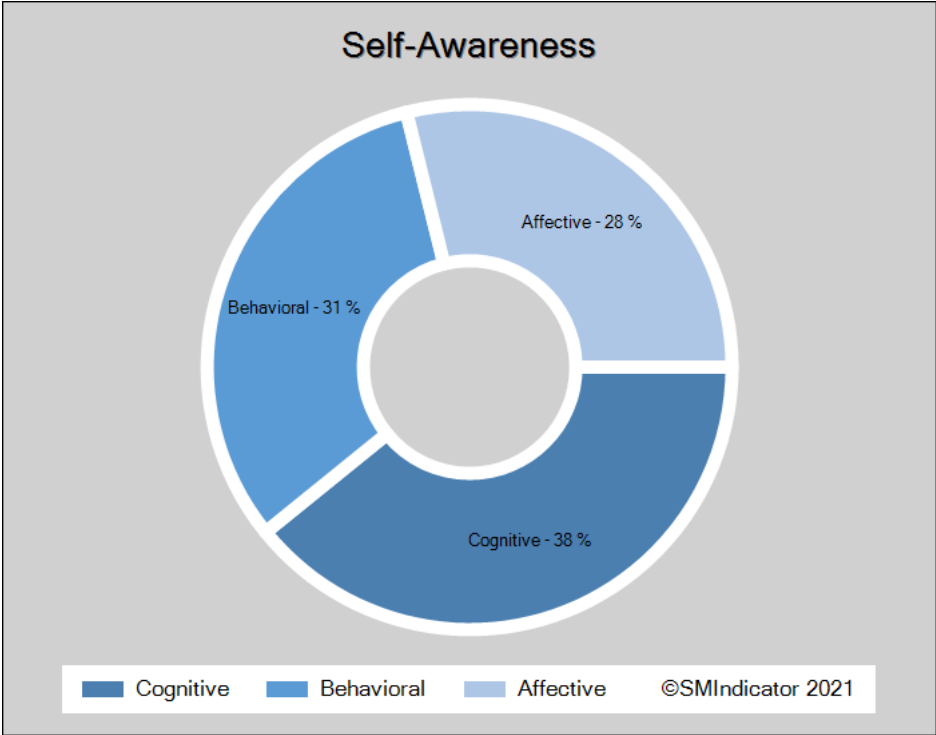 Self-Awareness
Affective - 28 %
Behavioral - 31 %
Cognitive - 38 %
Cognitive Behavioral Affective ©SMIndicator 2021